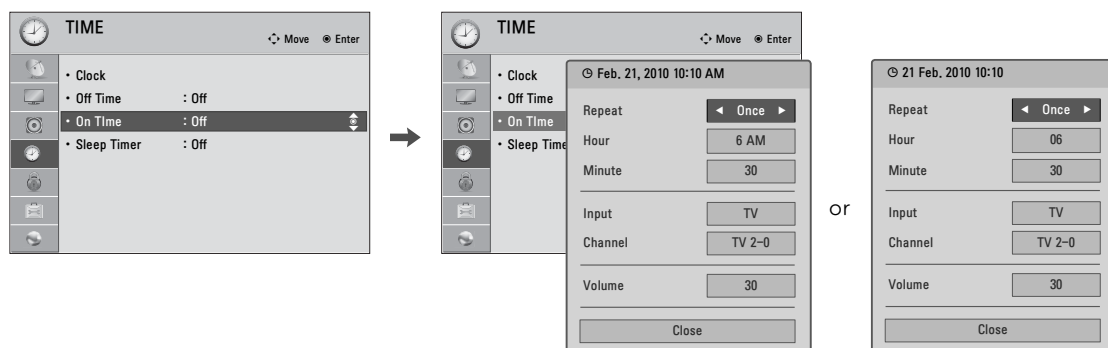 TIME
Move Enter
• Clock
• Off Time : Off
• On TIme : Off
• Sleep Timer : Off
TIME
Move Enter
• Clock
• Off Time
• On TIme
• Sleep Time
Feb. 21, 2010 10:10 AM
Repeat ◄ Once ►
Hour 6 AM
Minute 30
Input TV
Channel TV 2-0
Volume 30
Close
or
21 Feb. 2010 10:10
Repeat ◄ Once ►
Hour 06
Minute 30
Input TV
Channel TV 2-0
Volume 30
Close